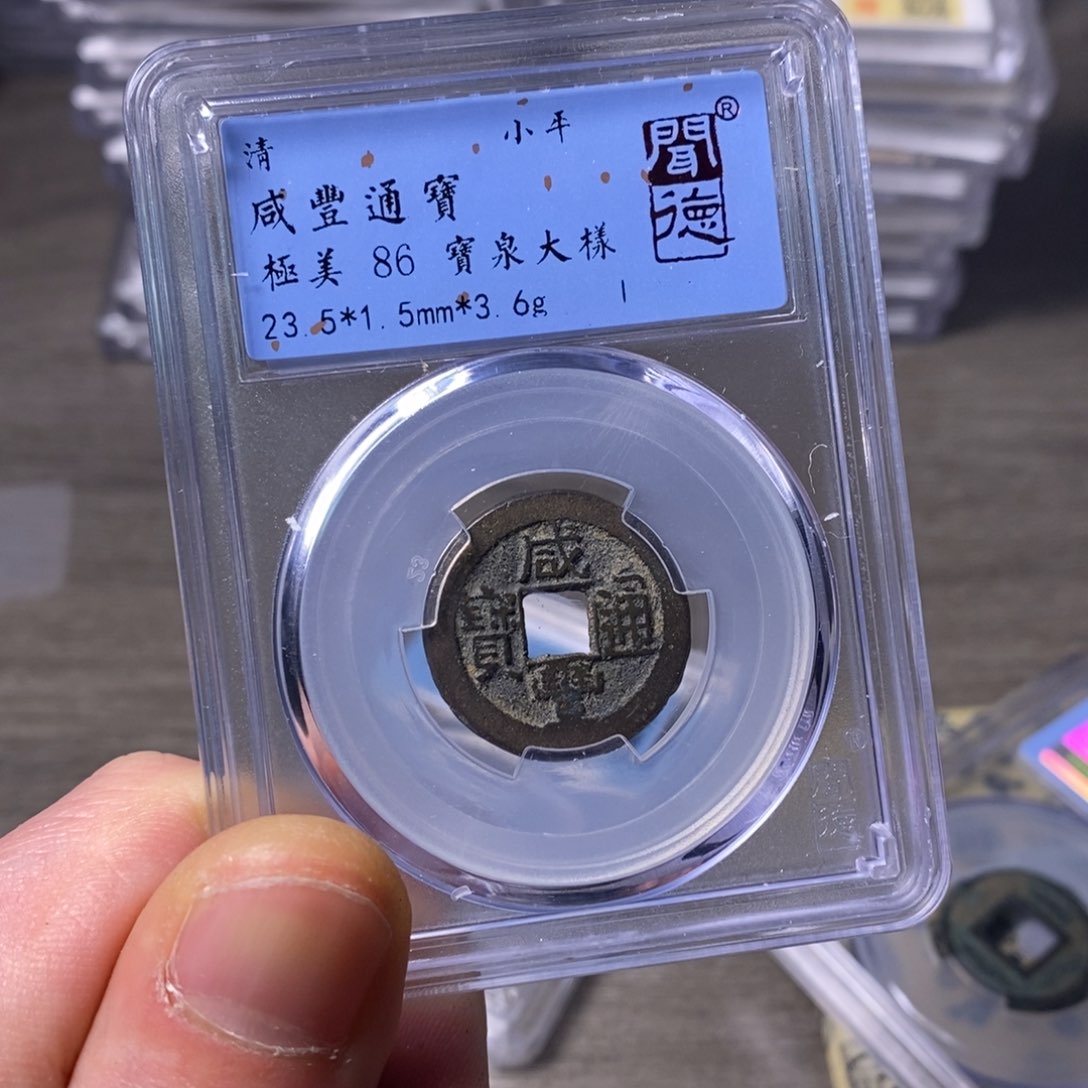 清 小平
咸豐通寶
極美 86 寶泉大樣
23.5*1.5mm*3.6g
聞德®
咸豐通寶